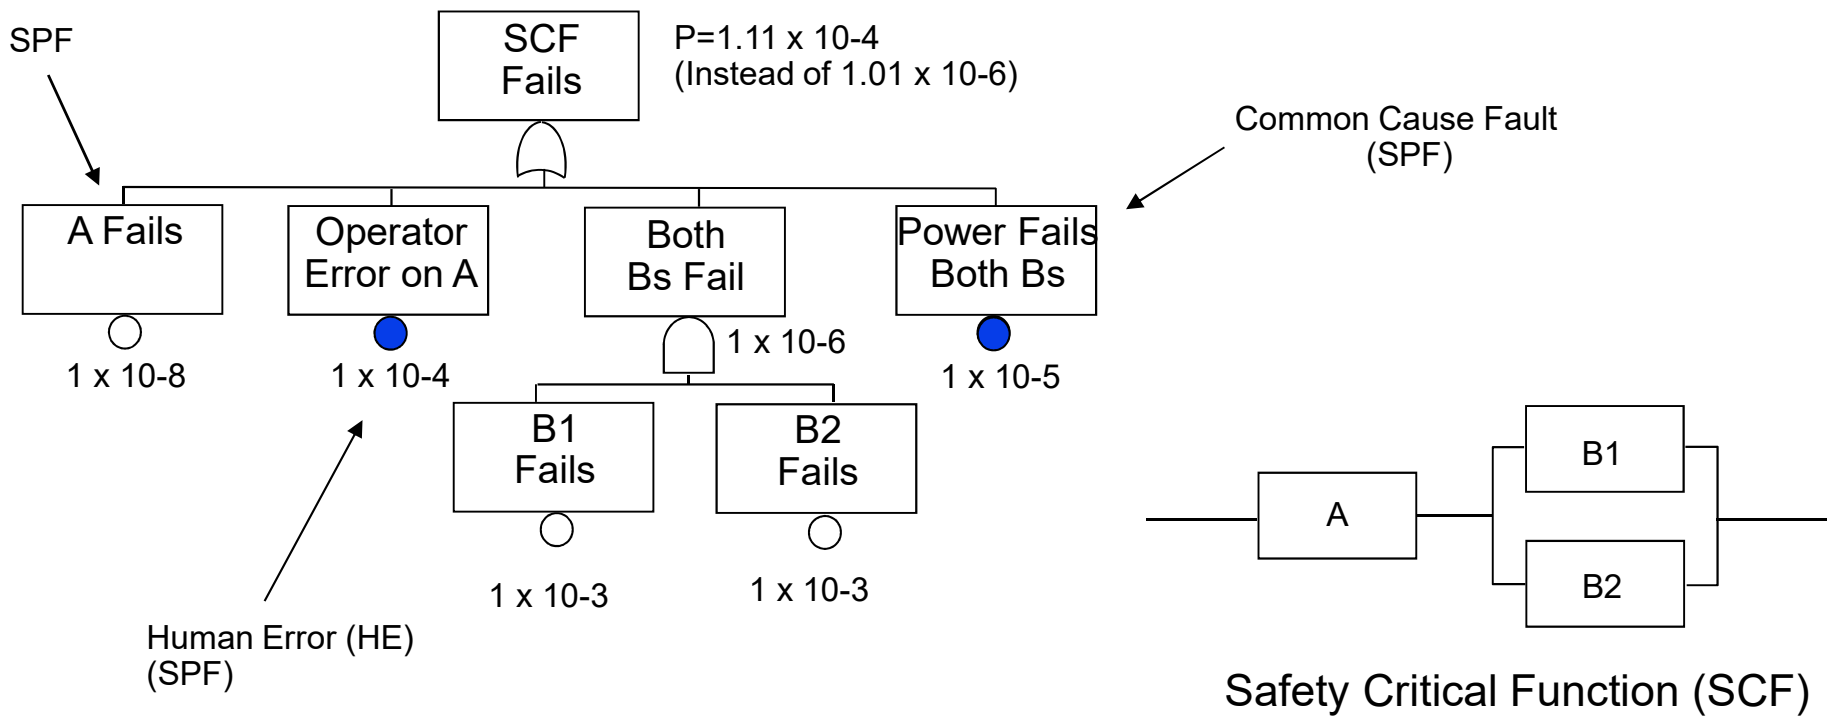 SPF
SCF
Fails
P=1.11 x 10-4
(Instead of 1.01 x 10-6)
Common Cause Fault
(SPF)
A Fails
Operator
Error on A
Both
Bs Fail
Power Fails
Both Bs
1 x 10-8
1 x 10-4
1 x 10-6
1 x 10-5
B1
Fails
B2
Fails
1 x 10-3
1 x 10-3
Human Error (HE)
(SPF)
A
B1
B2
Safety Critical Function (SCF)